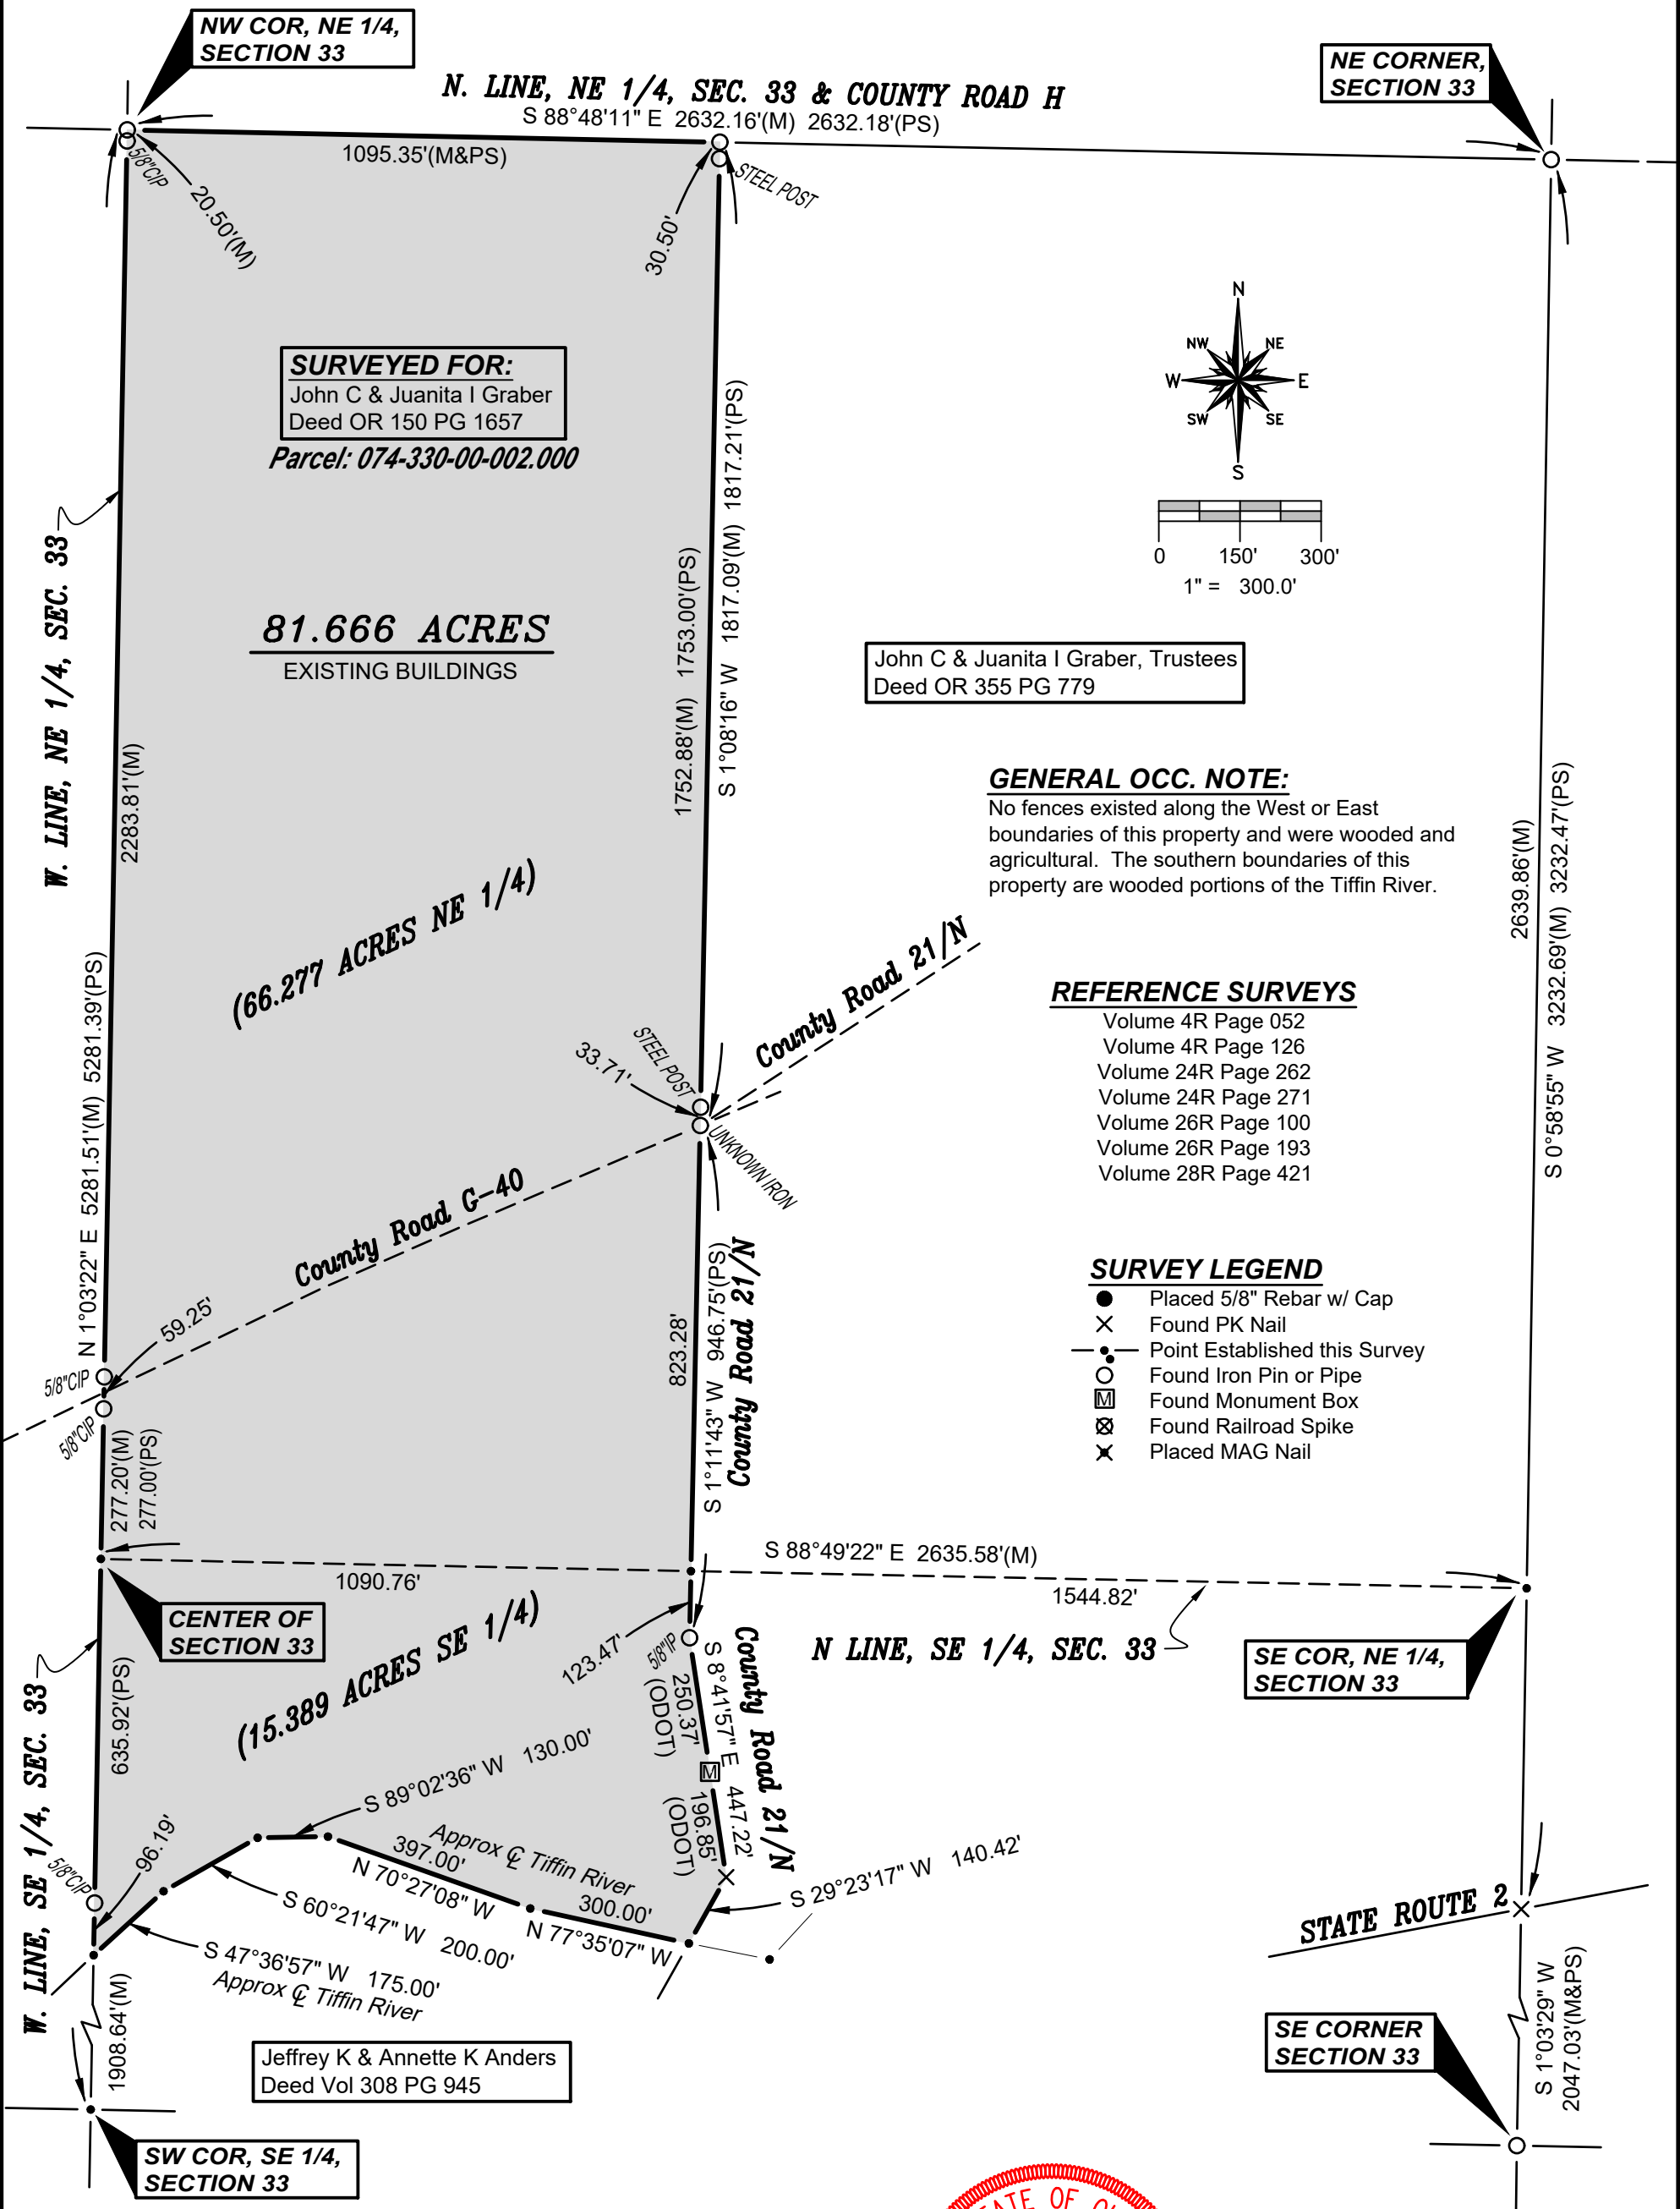 NW COR, NE 1/4,
SECTION 33
NE CORNER,
SECTION 33
N. LINE, NE 1/4, SEC. 33 & COUNTY ROAD H
S 88°48'11" E 2632.16'(M) 2632.18'(PS)
1095.35'(M&PS)
5/8"CIP
20.50'(M)
STEEL POST
30.50'
N
NW
NE
W
E
SW
SE
S
0 150' 300'
1" = 300.0'
SURVEYED FOR:
John C & Juanita I Graber
Deed OR 150 PG 1657
Parcel: 074-330-00-002.000
81.666 ACRES
EXISTING BUILDINGS
W. LINE, NE 1/4, SEC. 33
2283.81'(M)
N 1°03'22" E 5281.51'(M) 5281.39'(PS)
1752.88'(M) 1753.00'(PS)
S 1°08'16" W 1817.09'(M) 1817.21'(PS)
John C & Juanita I Graber, Trustees
Deed OR 355 PG 779
GENERAL OCC. NOTE:
No fences existed along the West or East
boundaries of this property and were wooded and
agricultural. The southern boundaries of this
property are wooded portions of the Tiffin River.
2639.86'(M)
S 0°58'55" W 3232.69'(M) 3232.47'(PS)
(66.277 ACRES NE 1/4)
County Road 21/N
REFERENCE SURVEYS
Volume 4R Page 052
Volume 4R Page 126
Volume 24R Page 262
Volume 24R Page 271
Volume 26R Page 100
Volume 26R Page 193
Volume 28R Page 421
STEEL POST
33.71'
UNKNOWN IRON
County Road G-40
59.25'
5/8"CIP
5/8"CIP
823.28'
S 1°11'43" W 946.75'(PS)
County Road 21/N
SURVEY LEGEND
Placed 5/8" Rebar w/ Cap
Found PK Nail
Point Established this Survey
Found Iron Pin or Pipe
M Found Monument Box
Found Railroad Spike
Placed MAG Nail
277.20'(M)
277.00'(PS)
S 88°49'22" E 2635.58'(M)
1090.76'
1544.82'
CENTER OF
SECTION 33
N LINE, SE 1/4, SEC. 33
SE COR, NE 1/4,
SECTION 33
(15.389 ACRES SE 1/4)
123.47'
5/8"IP
250.37'
(ODOT)
S 8°41'57" E 447.22'
County Road 21/N
M
196.85'
(ODOT)
W. LINE, SE 1/4, SEC. 33
635.92'(PS)
S 89°02'36" W 130.00'
Approx ℄ Tiffin River
397.00'
N 70°27'08" W
300.00'
N 77°35'07" W
S 29°23'17" W 140.42'
96.19'
5/8"CIP
S 60°21'47" W 200.00'
S 47°36'57" W 175.00'
Approx ℄ Tiffin River
1908.64'(M)
STATE ROUTE 2
S 1°03'29" W
2047.03'(M&PS)
Jeffrey K & Annette K Anders
Deed Vol 308 PG 945
SE CORNER
SECTION 33
SW COR, SE 1/4,
SECTION 33
OF